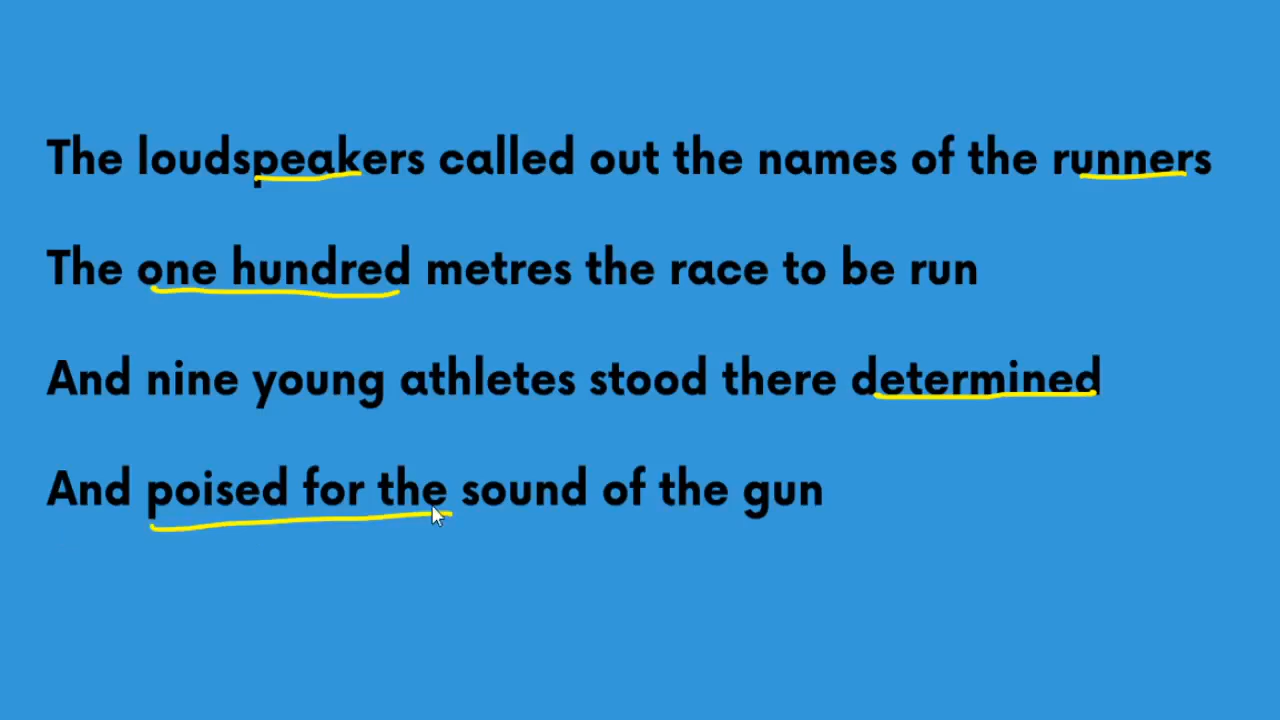 The loudspeakers called out the names of the runners
The one hundred metres the race to be run
And nine young athletes stood there determined
And poised for the sound of the gun